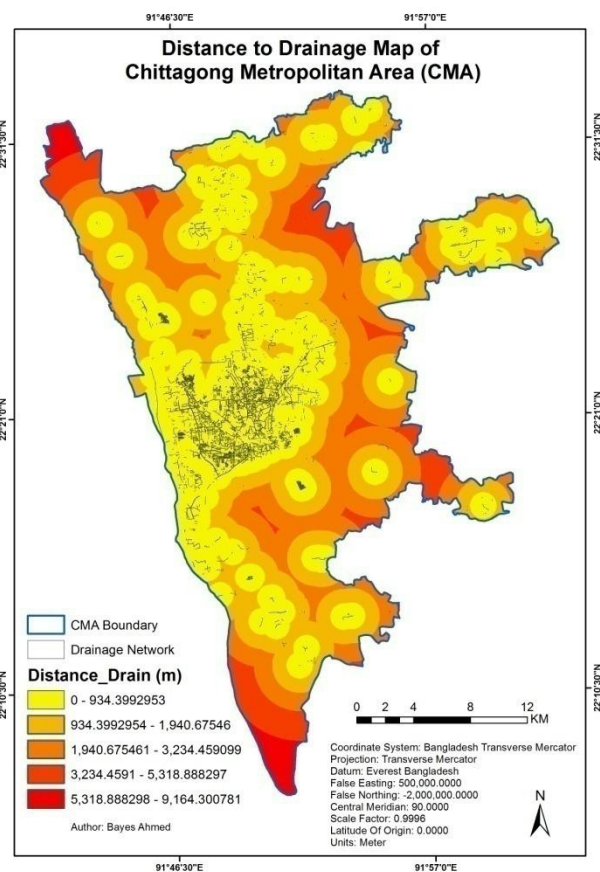 91°46'30"E
91°57'0"E
Distance to Drainage Map of
Chittagong Metropolitan Area (CMA)
22°31'30"N
22°31'30"N
22°21'0"N
22°21'0"N
22°10'30"N
22°10'30"N
CMA Boundary
Drainage Network
Distance_Drain (m)
0 - 934.3992953
934.3992954 - 1,940.67546
1,940.675461 - 3,234.459099
3,234.4591 - 5,318.888297
5,318.888298 - 9,164.300781
Author: Bayes Ahmed
0 2 4 8 12
KM
Coordinate System: Bangladesh Transverse Mercator
Projection: Transverse Mercator
Datum: Everest Bangladesh
False Easting: 500,000.0000
False Northing: -2,000,000.0000
Central Meridian: 90.0000
Scale Factor: 0.9996
Latitude Of Origin: 0.0000
Units: Meter
N
91°46'30"E
91°57'0"E